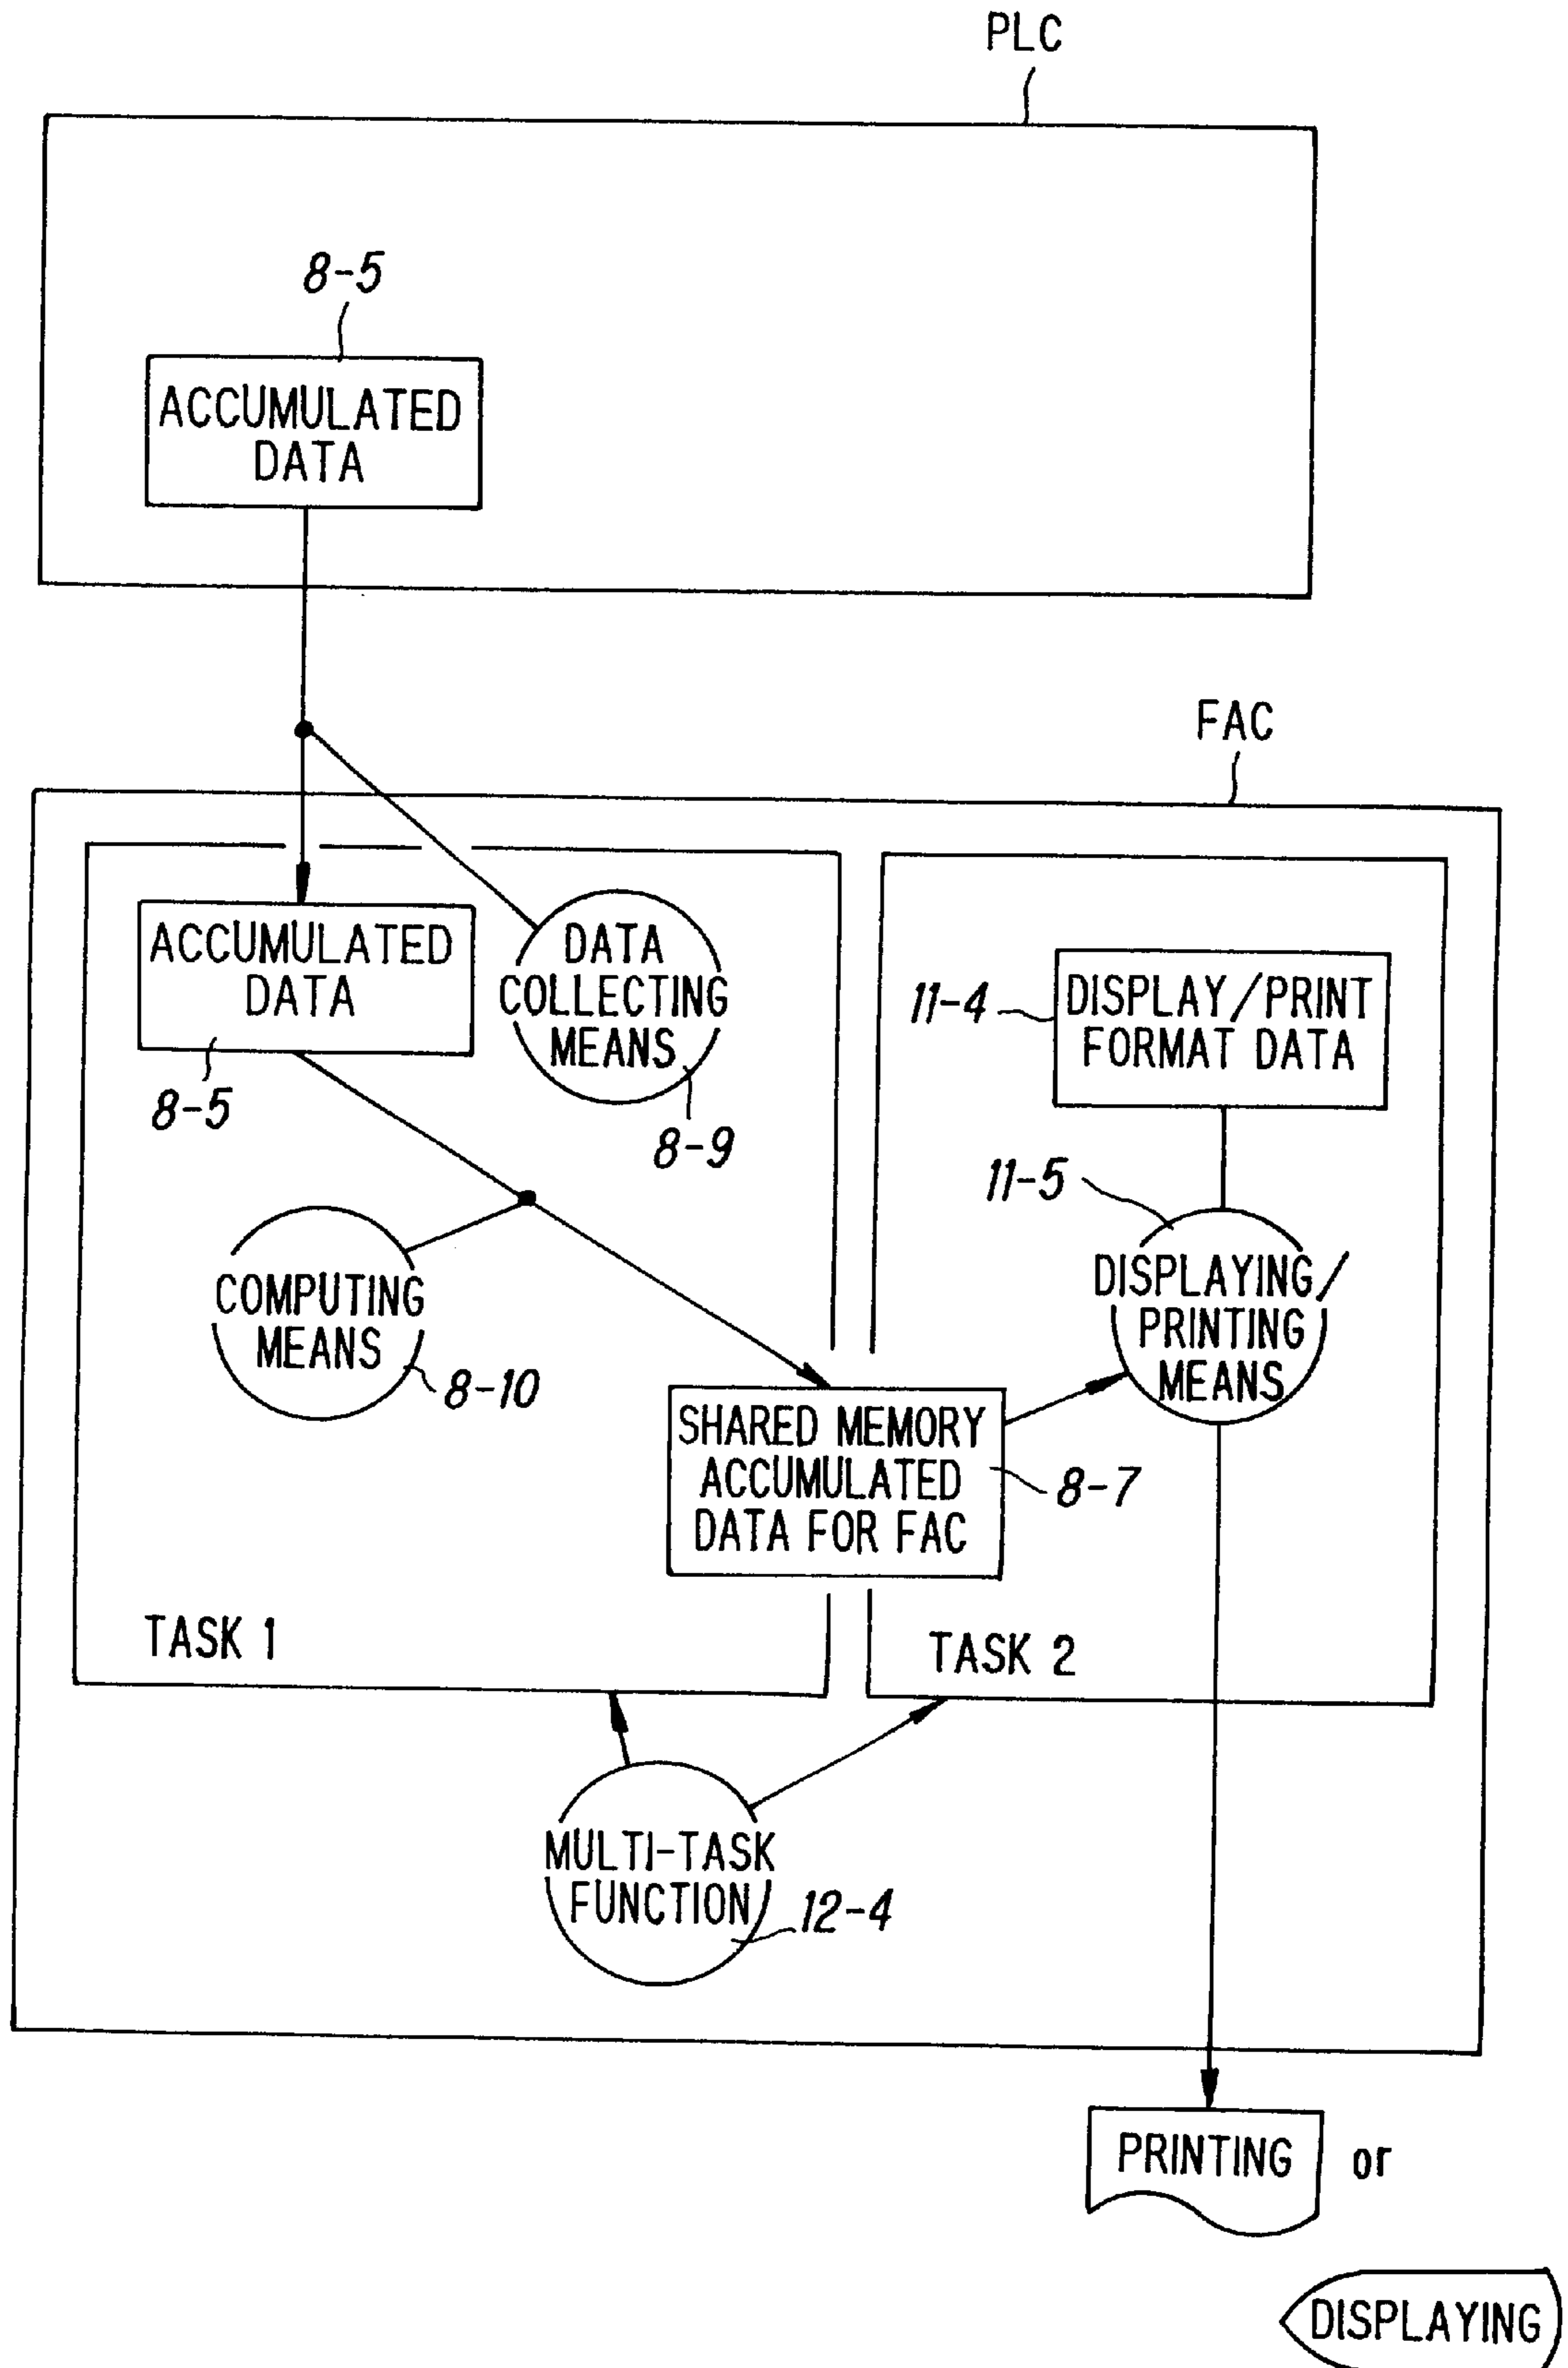 PLC
8-5
ACCUMULATED
DATA
FAC
ACCUMULATED
DATA
8-5
DATA
COLLECTING
MEANS
8-9
11-4
DISPLAY/PRINT
FORMAT DATA
11-5
DISPLAYING/
PRINTING
MEANS
COMPUTING
MEANS
8-10
SHARED MEMORY
ACCUMULATED
DATA FOR FAC
8-7
TASK 1
TASK 2
MULTI-TASK
FUNCTION
12-4
PRINTING or
DISPLAYING